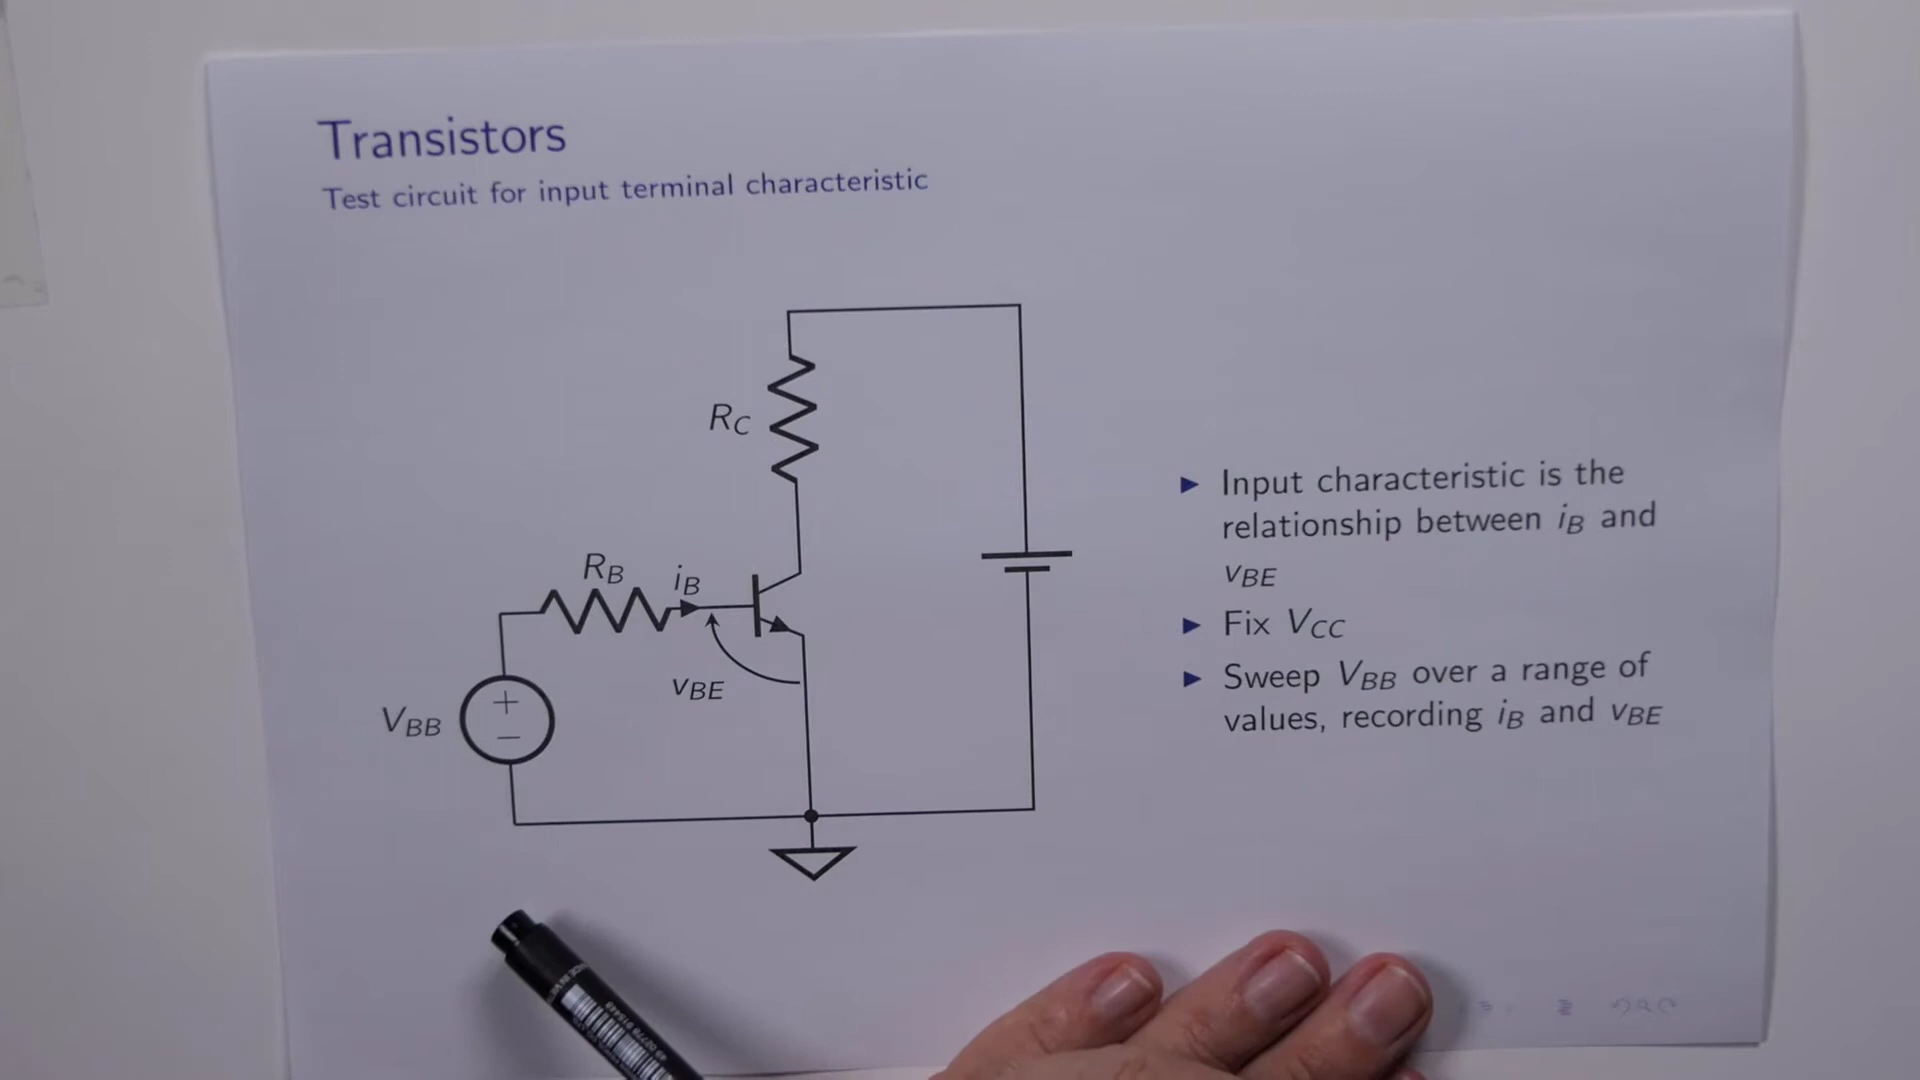 Transistors
Test circuit for input terminal characteristic
R_C
R_B
i_B
v_BE
V_BB
+
−
▶ Input characteristic is the
relationship between i_B and
v_BE
▶ Fix V_CC
▶ Sweep V_BB over a range of
values, recording i_B and v_BE